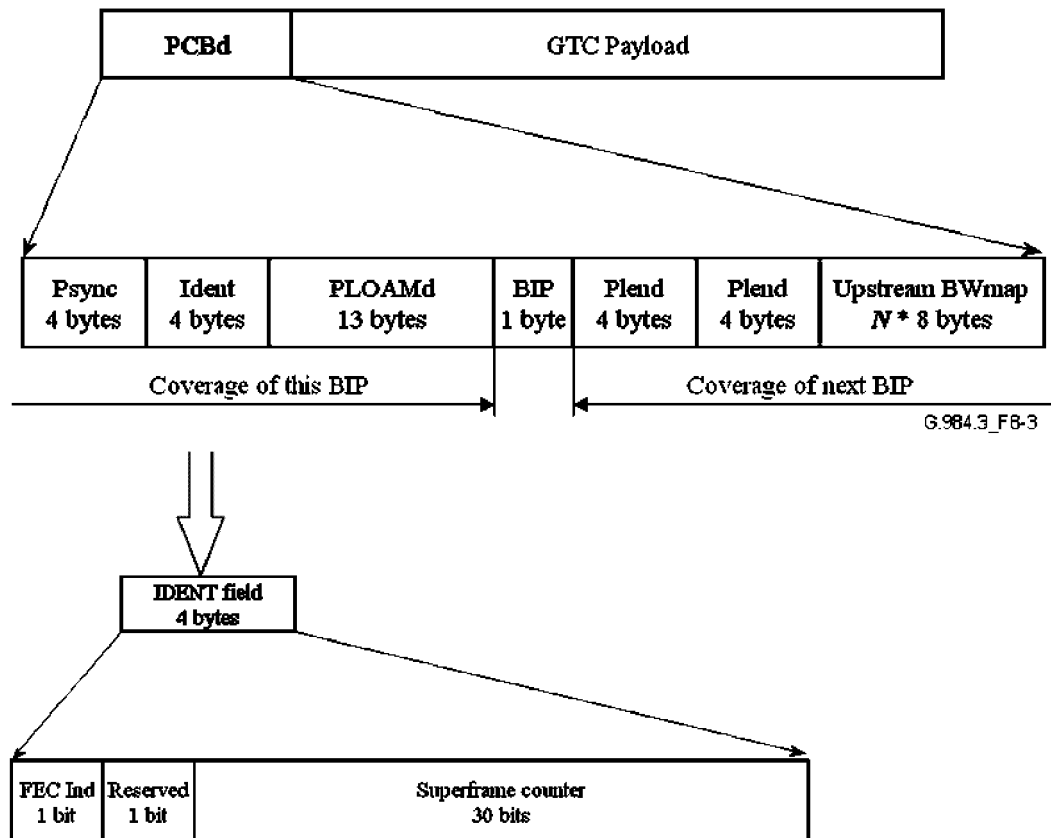 PCBd
GTC Payload
Psync
4 bytes
Ident
4 bytes
PLOAMd
13 bytes
BIP
1 byte
Plend
4 bytes
Plend
4 bytes
Upstream BWmap
N * 8 bytes
Coverage of this BIP
Coverage of next BIP
G.984.3_F8-3
IDENT field
4 bytes
FEC Ind
1 bit
Reserved
1 bit
Superframe counter
30 bits